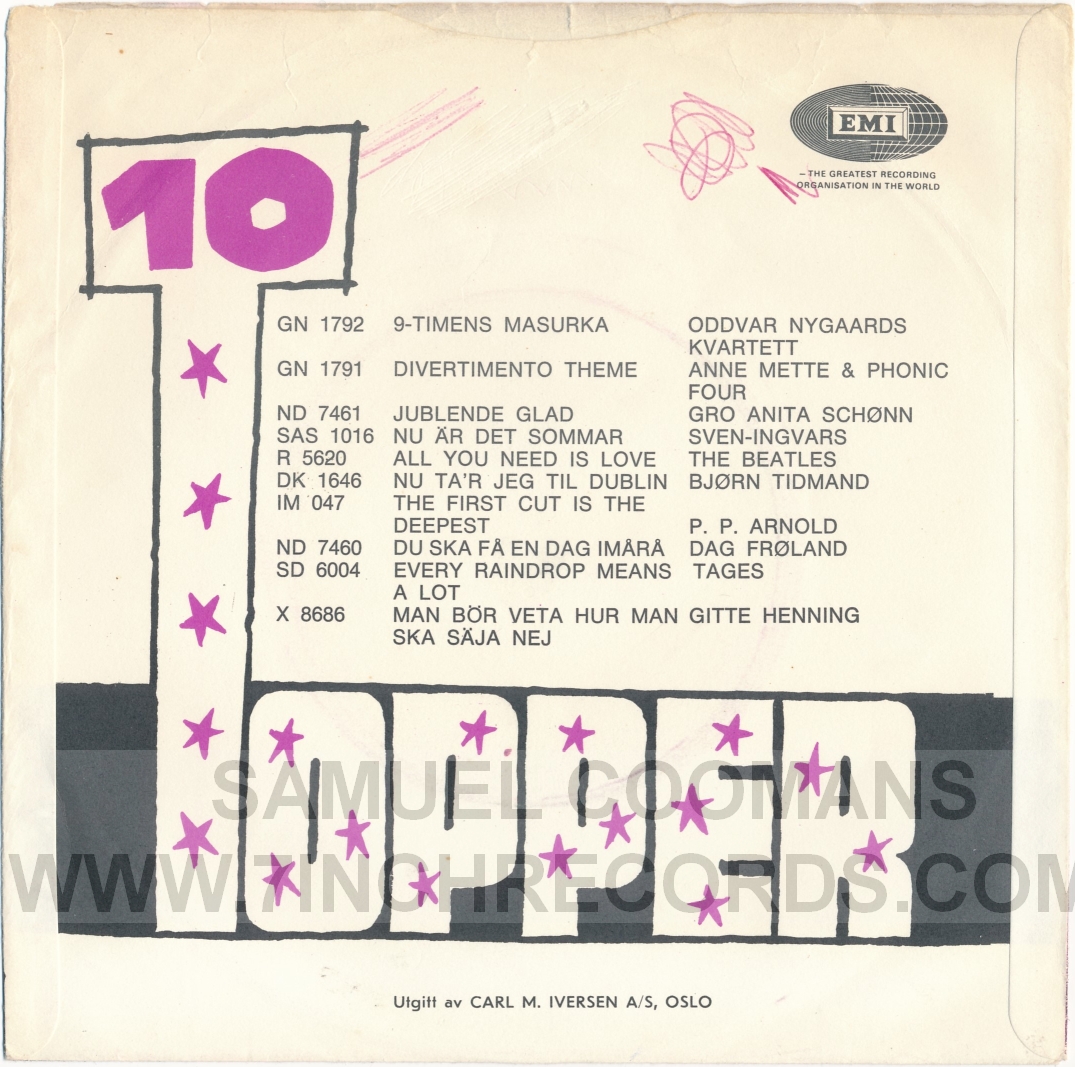 EMI
– THE GREATEST RECORDING
ORGANISATION IN THE WORLD
10
GN 1792 9-TIMENS MASURKA ODDVAR NYGAARDS
KVARTETT
GN 1791 DIVERTIMENTO THEME ANNE METTE & PHONIC
FOUR
ND 7461 JUBLENDE GLAD GRO ANITA SCHØNN
SAS 1016 NU ÄR DET SOMMAR SVEN-INGVARS
R 5620 ALL YOU NEED IS LOVE THE BEATLES
DK 1646 NU TA'R JEG TIL DUBLIN BJØRN TIDMAND
IM 047 THE FIRST CUT IS THE
DEEPEST P. P. ARNOLD
ND 7460 DU SKA FÅ EN DAG IMÅRÅ DAG FRØLAND
SD 6004 EVERY RAINDROP MEANS TAGES
A LOT
X 8686 MAN BÖR VETA HUR MAN GITTE HENNING
SKA SÄJA NEJ
TOPPER
SAMUEL COOMANS
WWW.7INCHRECORDS.COM
Utgitt av CARL M. IVERSEN A/S, OSLO